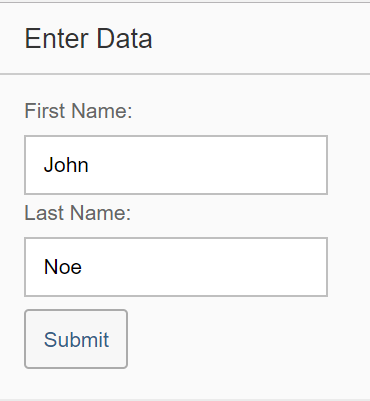 Enter Data
First Name:
John
Last Name:
Noe
Submit